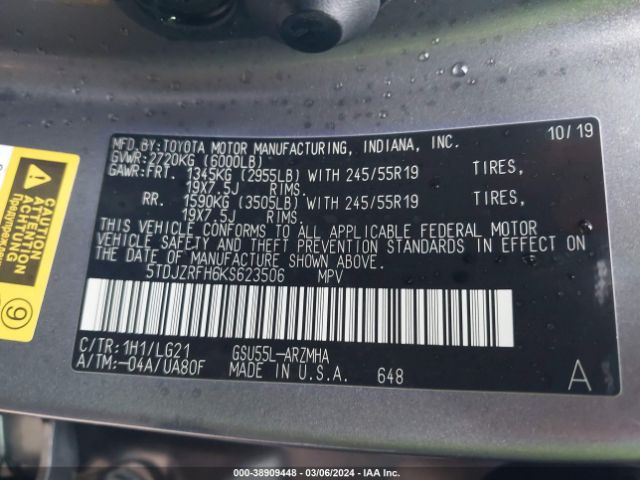 MFD.BY:TOYOTA MOTOR MANUFACTURING, INDIANA, INC. 10/19
GVWR:2720KG (6000LB)
GAWR:FRT. 1345KG (2955LB) WITH 245/55R19 TIRES,
19X7.5J RIMS.
RR. 1590KG (3505LB) WITH 245/55R19 TIRES,
19X7.5J RIMS.
THIS VEHICLE CONFORMS TO ALL APPLICABLE FEDERAL MOTOR
VEHICLE SAFETY AND THEFT PREVENTION STANDARDS IN EFFECT ON
THE DATE OF MANUFACTURE SHOWN ABOVE.
5TDJZRFH6KS623506 MPV
C/TR:1H1/LG21 GSU55L-ARZMHA
A/TM:-04A/UA80F MADE IN U.S.A. 648 A
CAUTION
ATTENTION
ACHTUNG
9
000-38909448 - 03/06/2024 - IAA Inc.